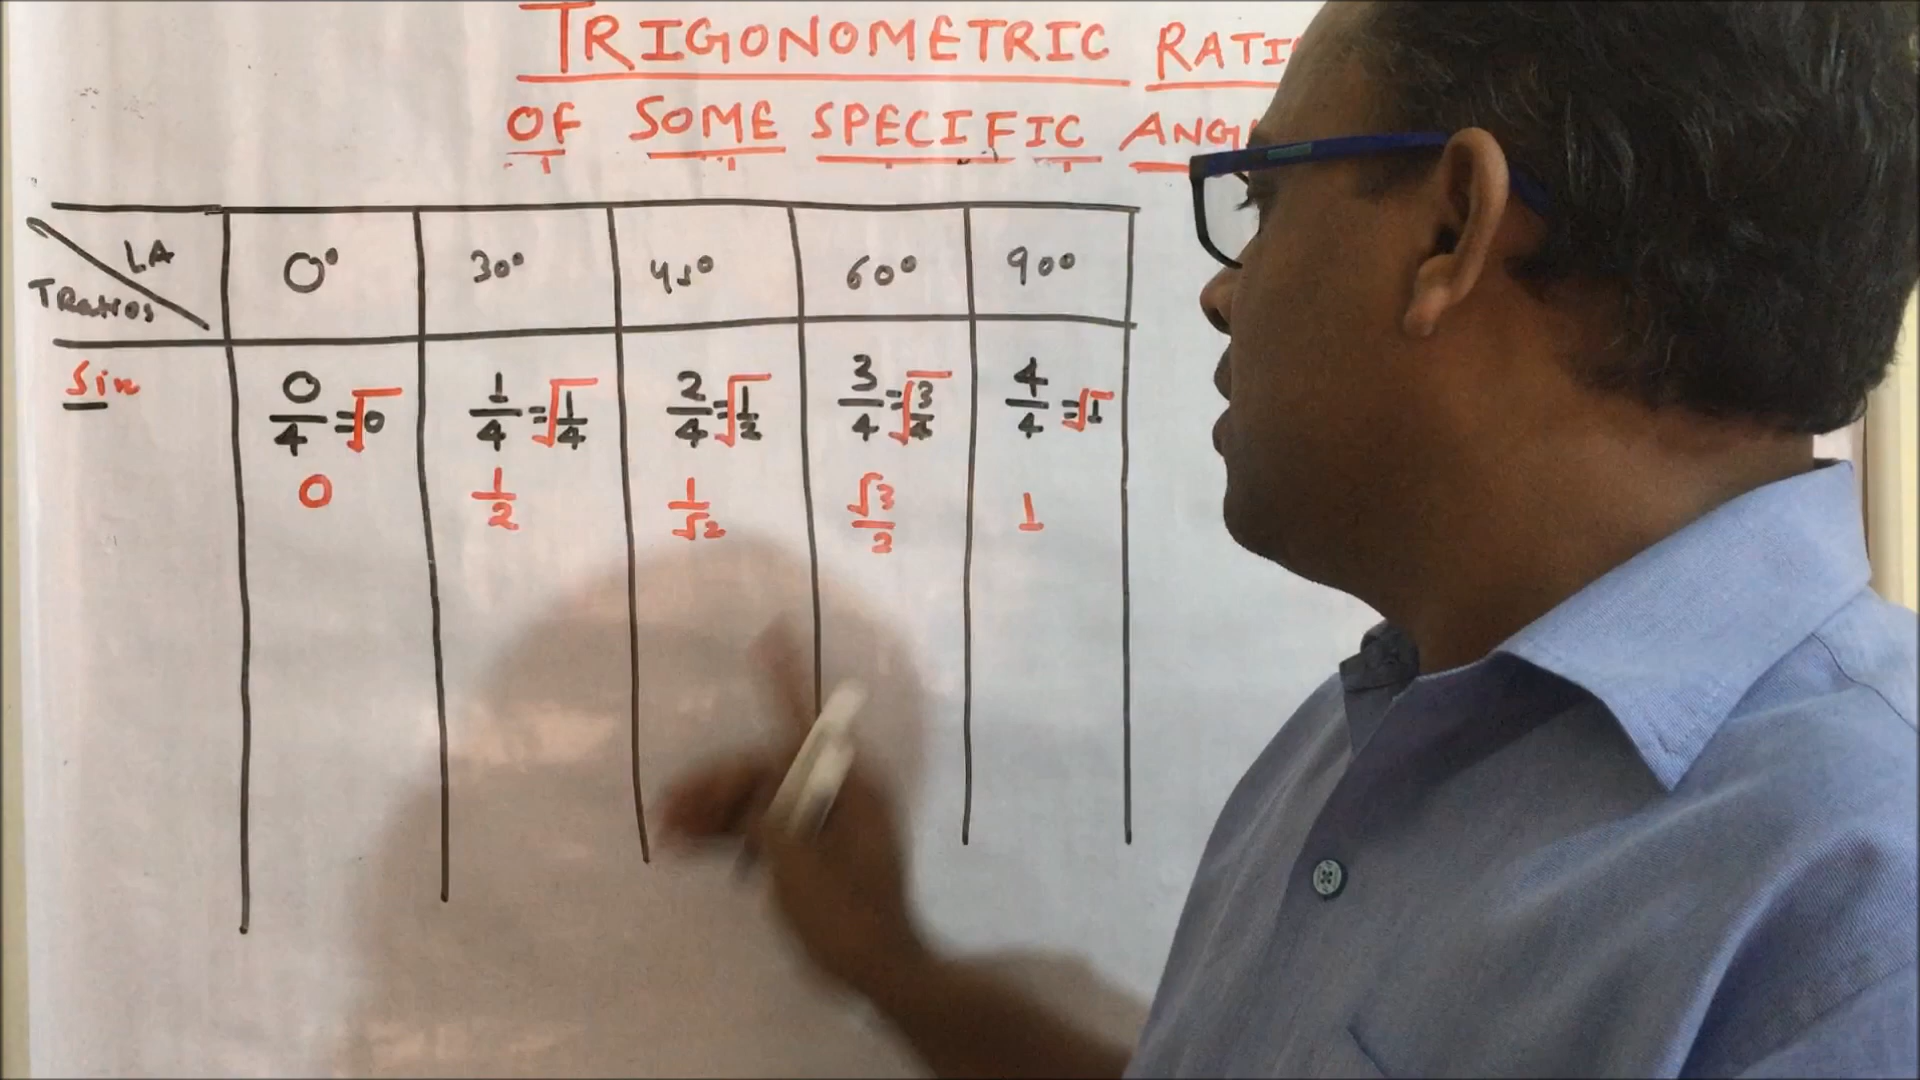 TRIGONOMETRIC RATI
OF SOME SPECIFIC ANG
LA 0° 30° 45° 60° 90°
TRatios
Sin 0/4=√0 1/4=√1/4 2/4=√1/2 3/4=√3/4 4/4=√1
0 1/2 1/√2 √3/2 1